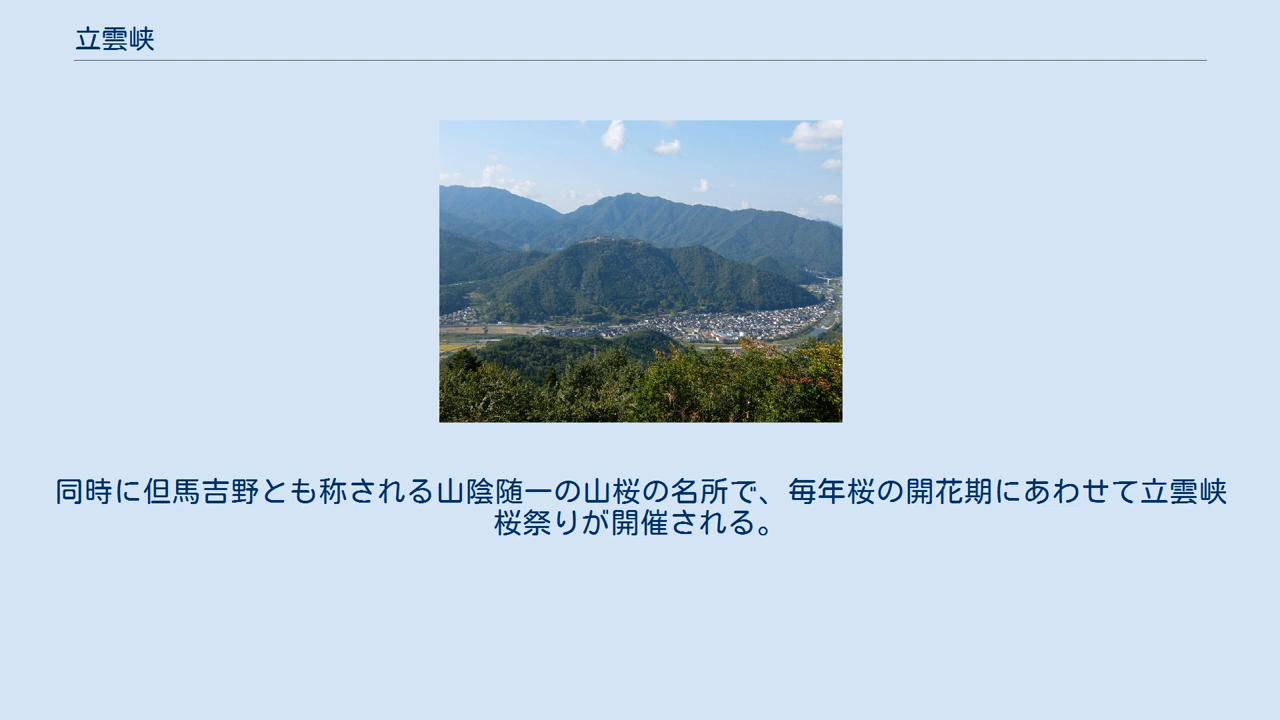 立雲峡
同時に但馬吉野とも称される山陰随一の山桜の名所で、毎年桜の開花期にあわせて立雲峡
桜祭りが開催される。